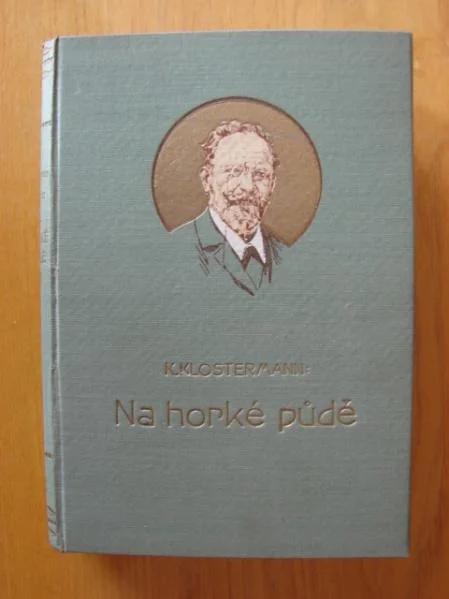 K. KLOSTERMANN:
Na horké půdě